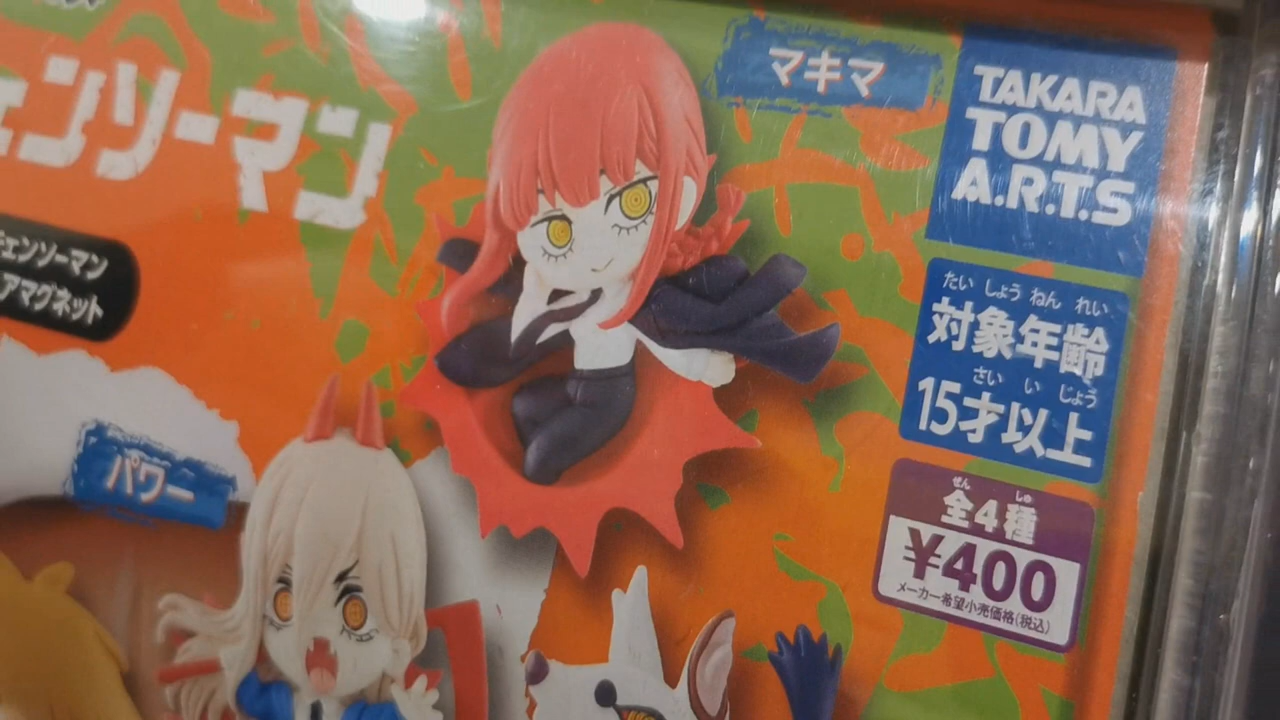 ェンソーマン
マキマ
TAKARA
TOMY
A.R.T.S
チェンソーマン
アマグネット
たい しょう ねん れい
対象年齢
さい い じょう
15才以上
パワー
ぜん しゅ
全4種
¥400
メーカー希望小売価格(税込)